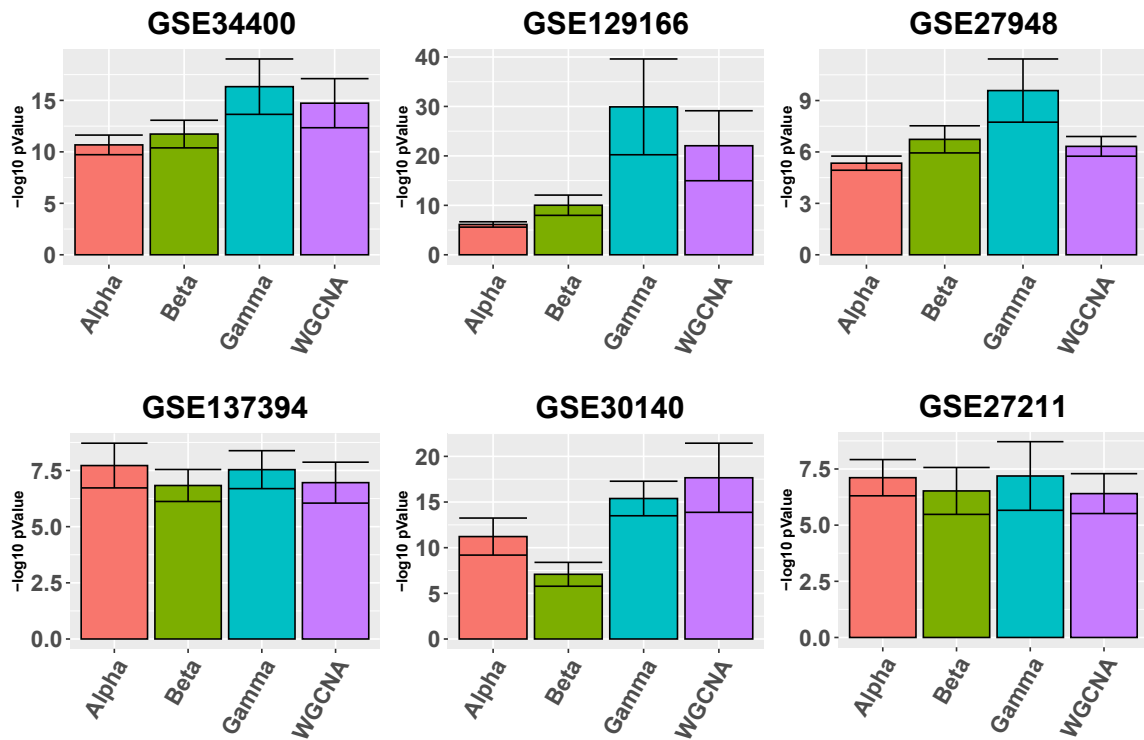 GSE34400
−log10 pValue
15
10
5
0
Alpha
Beta
Gamma
WGCNA
GSE129166
−log10 pValue
40
30
20
10
0
Alpha
Beta
Gamma
WGCNA
GSE27948
−log10 pValue
9
6
3
0
Alpha
Beta
Gamma
WGCNA
GSE137394
−log10 pValue
7.5
5.0
2.5
0.0
Alpha
Beta
Gamma
WGCNA
GSE30140
−log10 pValue
20
15
10
5
0
Alpha
Beta
Gamma
WGCNA
GSE27211
−log10 pValue
7.5
5.0
2.5
0.0
Alpha
Beta
Gamma
WGCNA